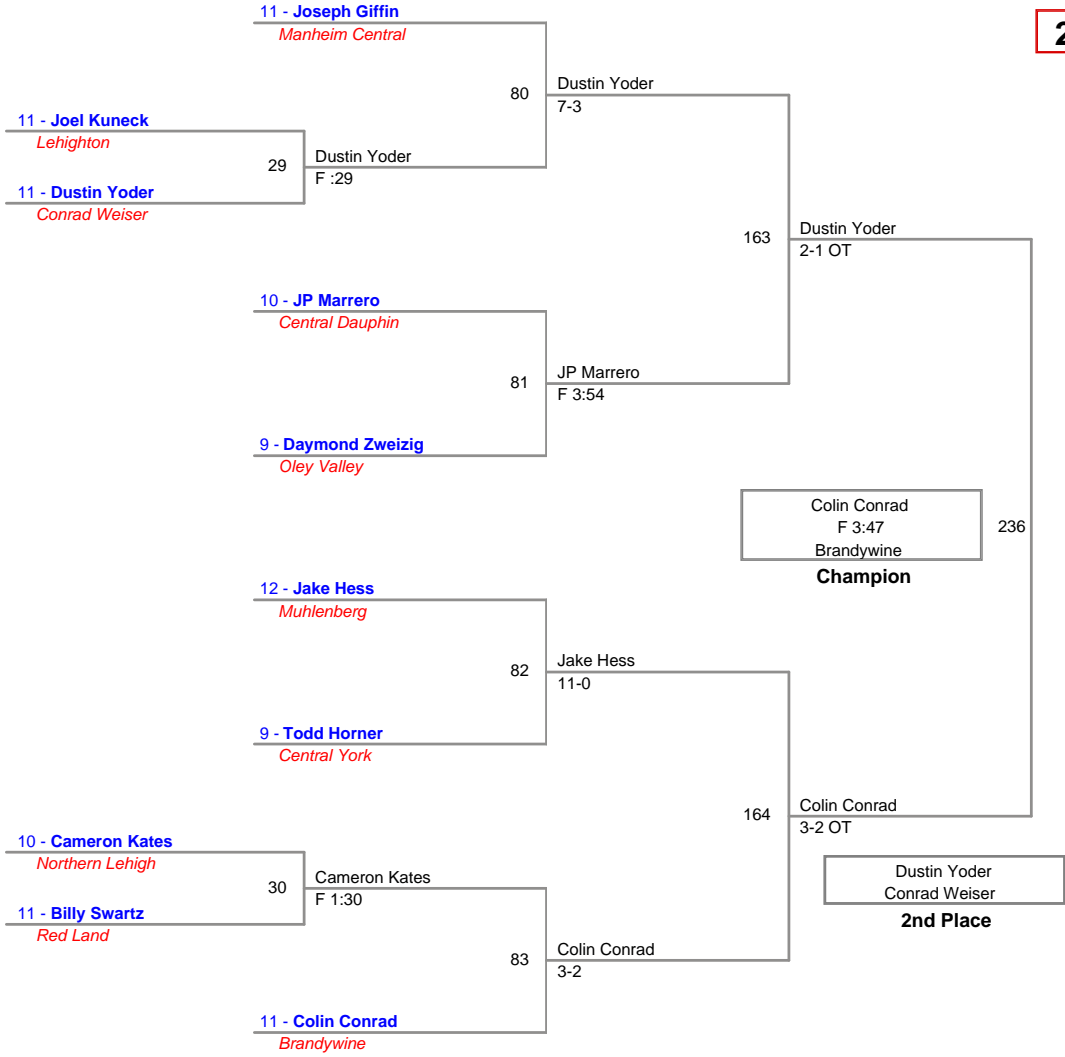 11 - Joseph Giffin
Manheim Central
2
80
Dustin Yoder
7-3
11 - Joel Kuneck
Lehighton
29
Dustin Yoder
F :29
11 - Dustin Yoder
Conrad Weiser
163
Dustin Yoder
2-1 OT
10 - JP Marrero
Central Dauphin
81
JP Marrero
F 3:54
9 - Daymond Zweizig
Oley Valley
Colin Conrad
F 3:47
Brandywine
236
Champion
12 - Jake Hess
Muhlenberg
82
Jake Hess
11-0
9 - Todd Horner
Central York
164
Colin Conrad
3-2 OT
10 - Cameron Kates
Northern Lehigh
30
Cameron Kates
F 1:30
Dustin Yoder
Conrad Weiser
2nd Place
11 - Billy Swartz
Red Land
83
Colin Conrad
3-2
11 - Colin Conrad
Brandywine